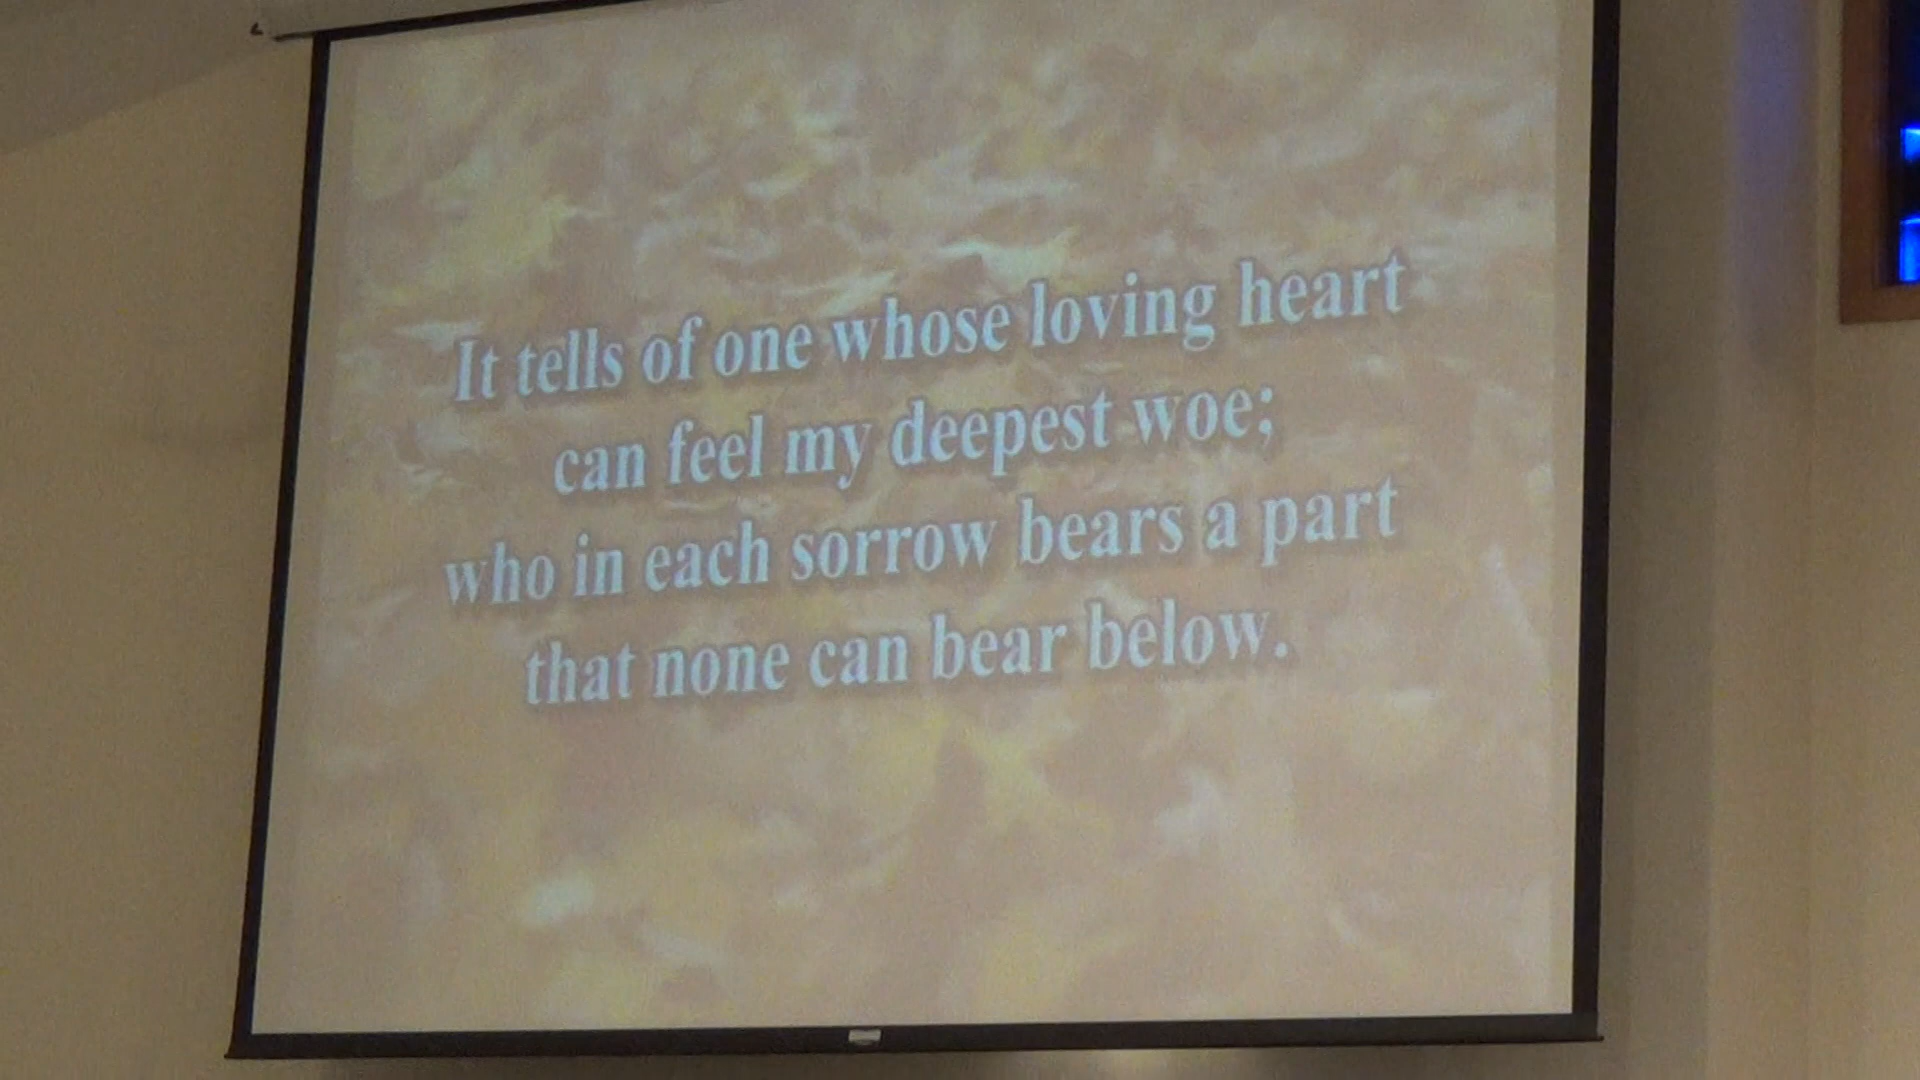 It tells of one whose loving heart
can feel my deepest woe;
who in each sorrow bears a part
that none can bear below.